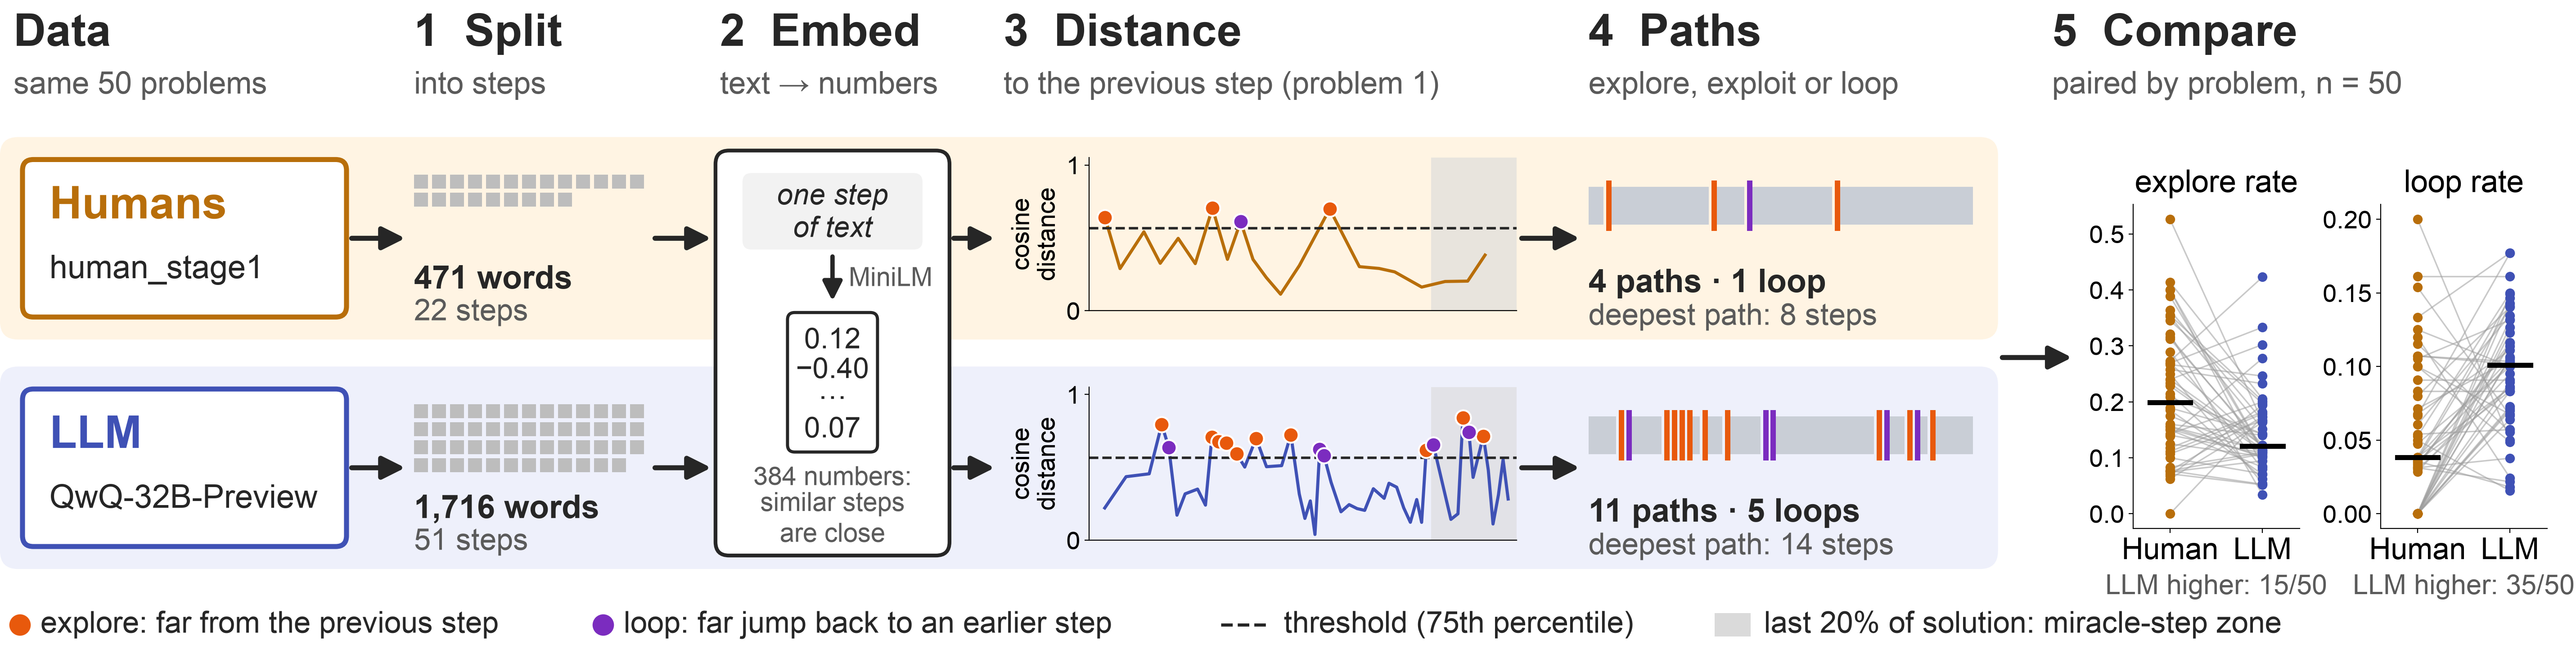 Data
same 50 problems
1 Split
into steps
2 Embed
text → numbers
3 Distance
to the previous step (problem 1)
4 Paths
explore, exploit or loop
5 Compare
paired by problem, n = 50
Humans
human_stage1
471 words
22 steps
one step
of text
MiniLM
0.12
−0.40
...
0.07
384 numbers:
similar steps
are close
1
cosine
distance
0
4 paths · 1 loop
deepest path: 8 steps
LLM
QwQ-32B-Preview
1,716 words
51 steps
1
cosine
distance
0
11 paths · 5 loops
deepest path: 14 steps
explore rate
0.5
0.4
0.3
0.2
0.1
0.0
Human LLM
LLM higher: 15/50
loop rate
0.20
0.15
0.10
0.05
0.00
Human LLM
LLM higher: 35/50
explore: far from the previous step
loop: far jump back to an earlier step
threshold (75th percentile)
last 20% of solution: miracle-step zone